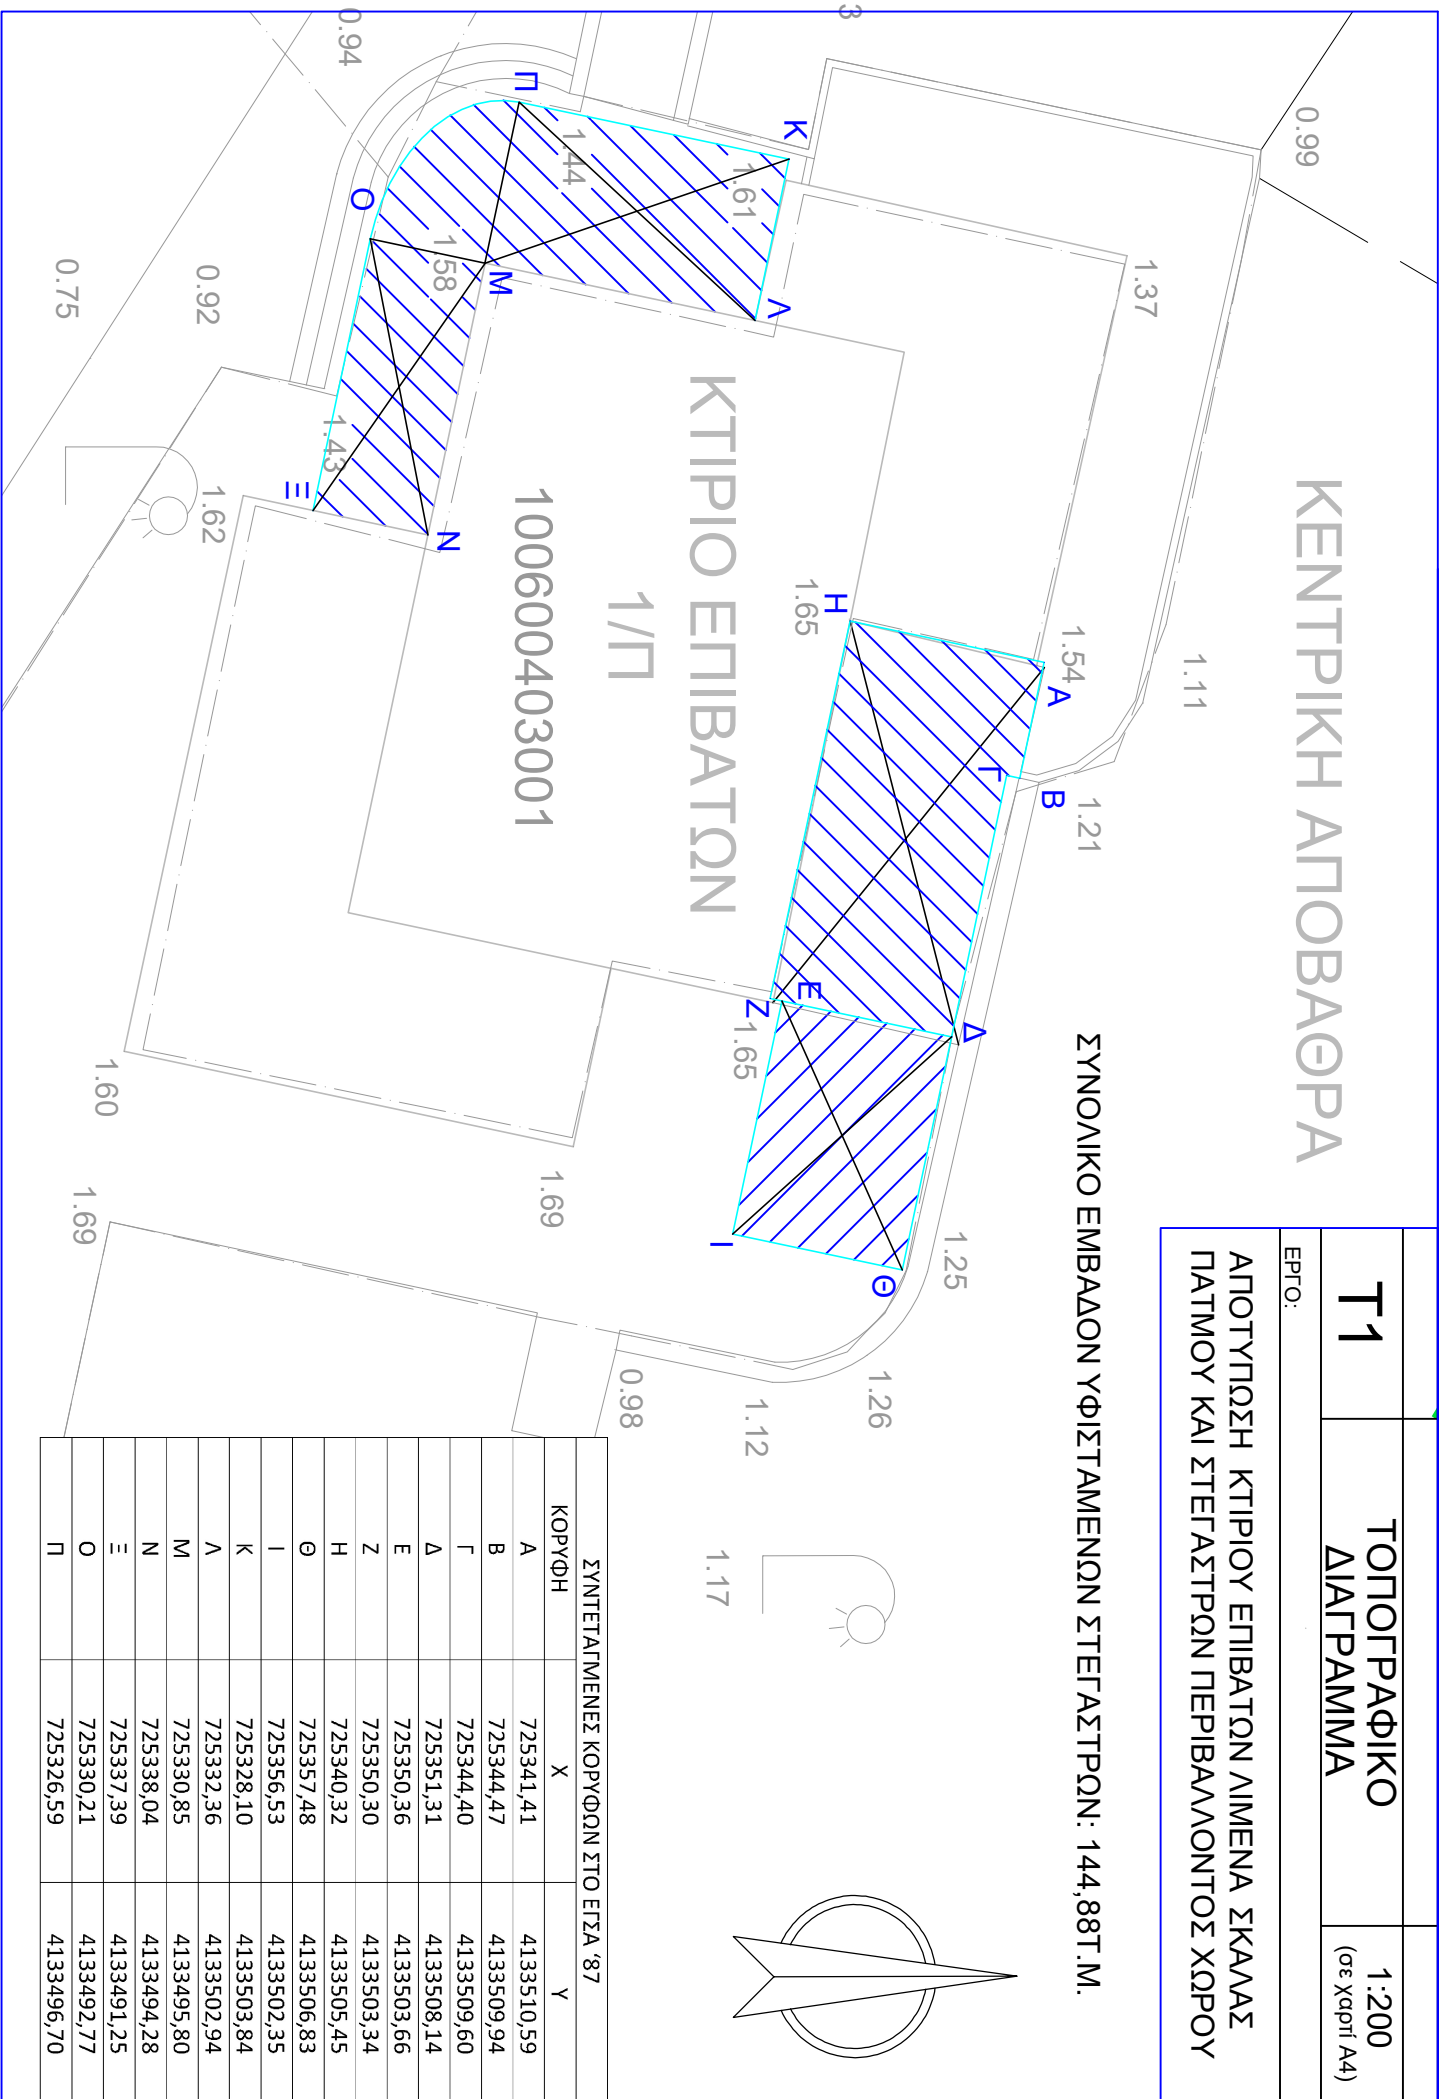 Τ1
ΤΟΠΟΓΡΑΦΙΚΟ
ΔΙΑΓΡΑΜΜΑ
1:200
(σε χαρτί Α4)
ΕΡΓΟ:
ΑΠΟΤΥΠΩΣΗ ΚΤΙΡΙΟΥ ΕΠΙΒΑΤΩΝ ΛΙΜΕΝΑ ΣΚΑΛΑΣ
ΠΑΤΜΟΥ ΚΑΙ ΣΤΕΓΑΣΤΡΩΝ ΠΕΡΙΒΑΛΛΟΝΤΟΣ ΧΩΡΟΥ
ΚΕΝΤΡΙΚΗ ΑΠΟΒΑΘΡΑ
ΣΥΝΟΛΙΚΟ ΕΜΒΑΔΟΝ ΥΦΙΣΤΑΜΕΝΩΝ ΣΤΕΓΑΣΤΡΩΝ: 144,88Τ.Μ.
0.99
1.37
1.11
1.54
Α
Β
Γ
1.21
Δ
1.25
3
Κ
1.61
Λ
Η
1.65
Ε
Ζ
1.65
Θ
Ι
1.26
1.12
1.17
0.98
ΚΤΙΡΙΟ ΕΠΙΒΑΤΩΝ
1/Π
1006004030​01
Π
1.44
Μ
1.58
Ο
Ν
1.43
Ξ
0.94
0.92
0.75
1.62
1.60
1.69
1.69
ΣΥΝΤΕΤΑΓΜΕΝΕΣ ΚΟΡΥΦΩΝ ΣΤΟ ΕΓΣΑ '87
ΚΟΡΥΦΗ Χ Υ
Α 725341,41 4133510,59
Β 725344,47 4133509,94
Γ 725344,40 4133509,60
Δ 725351,31 4133508,14
Ε 725350,36 4133503,66
Ζ 725350,30 4133503,34
Η 725340,32 4133505,45
Θ 725357,48 4133506,83
Ι 725356,53 4133502,35
Κ 725328,10 4133503,84
Λ 725332,36 4133502,94
Μ 725330,85 4133495,80
Ν 725338,04 4133494,28
Ξ 725337,39 4133491,25
Ο 725330,21 4133492,77
Π 725326,59 4133496,70